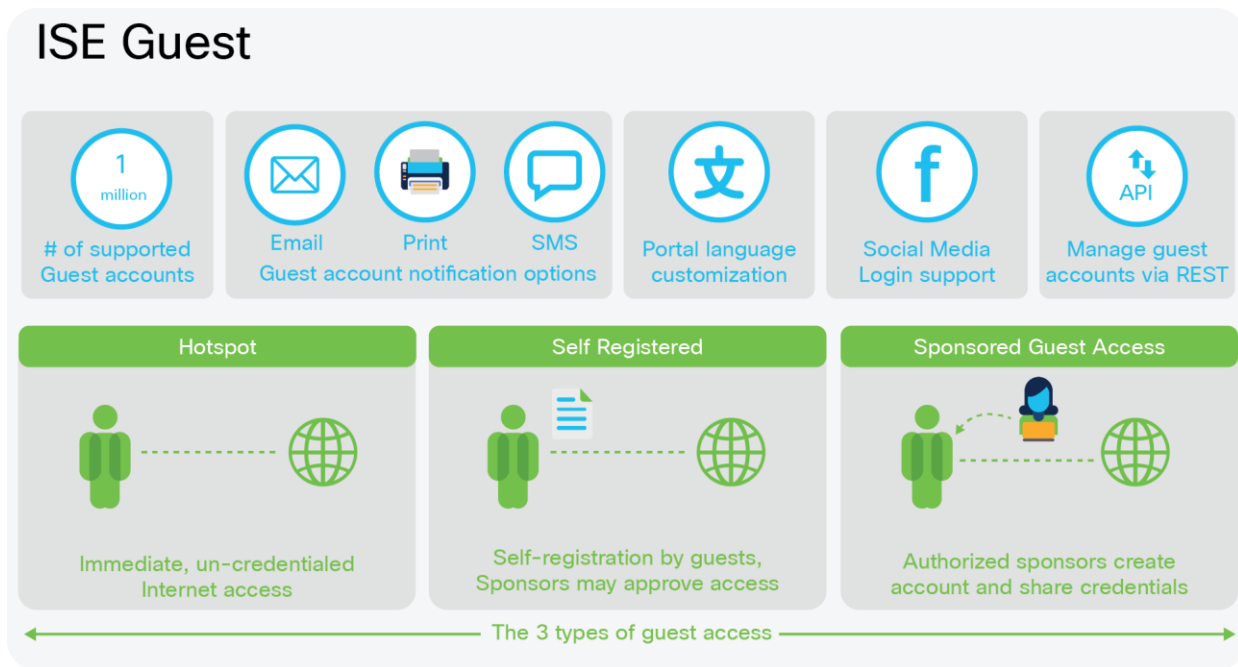 ISE Guest
1
million
# of supported
Guest accounts
Email
Print
SMS
Guest account notification options
文
Portal language
customization
f
Social Media
Login support
API
Manage guest
accounts via REST
Hotspot
Immediate, un-credentialed
Internet access
Self Registered
Self-registration by guests,
Sponsors may approve access
Sponsored Guest Access
Authorized sponsors create
account and share credentials
The 3 types of guest access